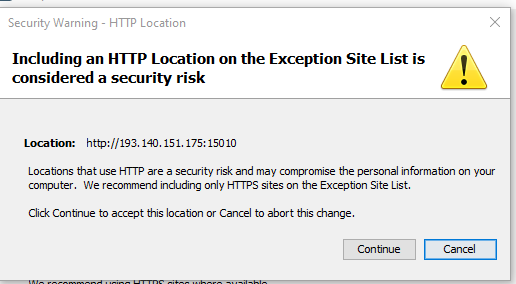 Security Warning - HTTP Location
Including an HTTP Location on the Exception Site List is
considered a security risk
Location: http://193.140.151.175:15010
Locations that use HTTP are a security risk and may compromise the personal information on your
computer. We recommend including only HTTPS sites on the Exception Site List.
Click Continue to accept this location or Cancel to abort this change.
Continue Cancel
We recommend using HTTPS sites where available.